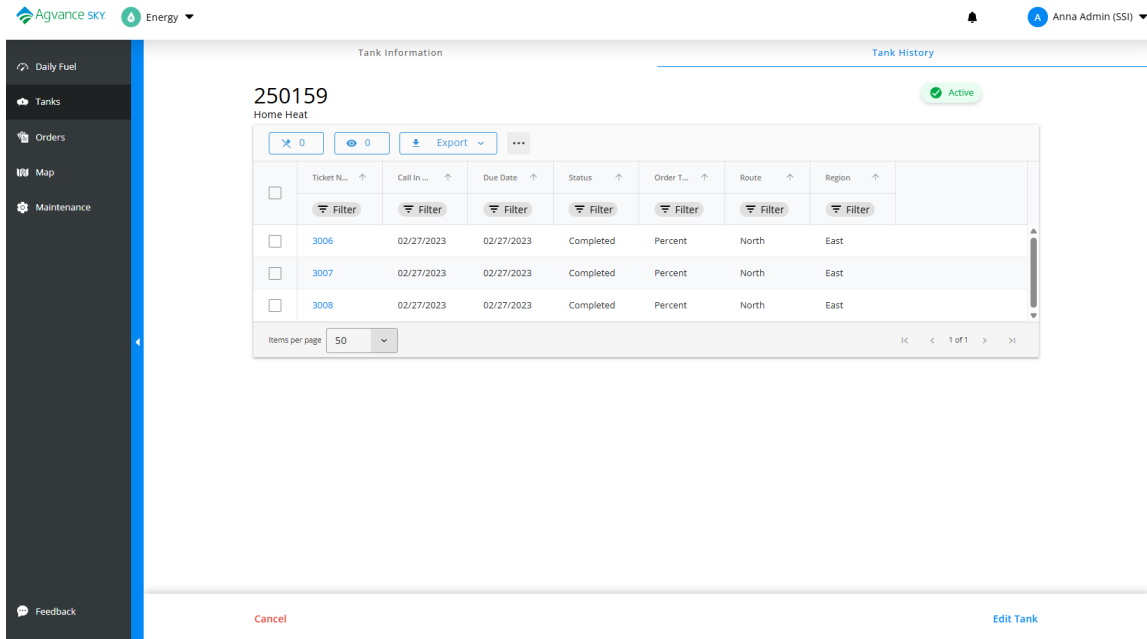 Agvance SKY Energy Anna Admin (SSI)
A
Daily Fuel
Tanks
Orders
Map
Maintenance
Feedback
Tank Information Tank History
250159
Home Heat
Active
0 0 Export ...
Ticket N... Call In ... Due Date Status Order T... Route Region
Filter Filter Filter Filter Filter Filter Filter
3006 02/27/2023 02/27/2023 Completed Percent North East
3007 02/27/2023 02/27/2023 Completed Percent North East
3008 02/27/2023 02/27/2023 Completed Percent North East
Items per page 50 1 of 1
Cancel Edit Tank